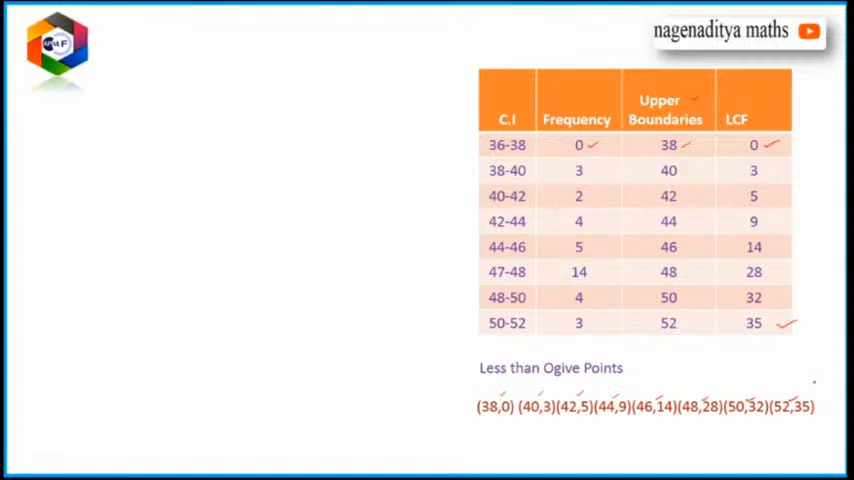 nagenaditya maths
C.I Frequency Upper Boundaries LCF
36-38 0 38 0
38-40 3 40 3
40-42 2 42 5
42-44 4 44 9
44-46 5 46 14
47-48 14 48 28
48-50 4 50 32
50-52 3 52 35
Less than Ogive Points
(38,0) (40,3)(42,5)(44,9)(46,14)(48,28)(50,32)(52,35)